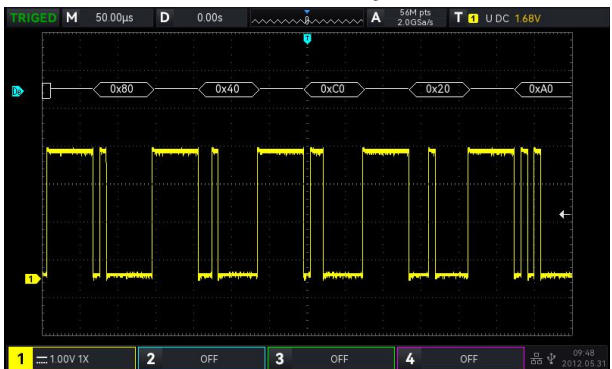 TRIGED M 50.00μs D 0.00s A 56M pts 2.0GSa/s T 1 U DC 1.68V
T
0x80 0x40 0xC0 0x20 0xA0
1
1 1.00V 1X 2 OFF 3 OFF 4 OFF 09:48
2012.05.31